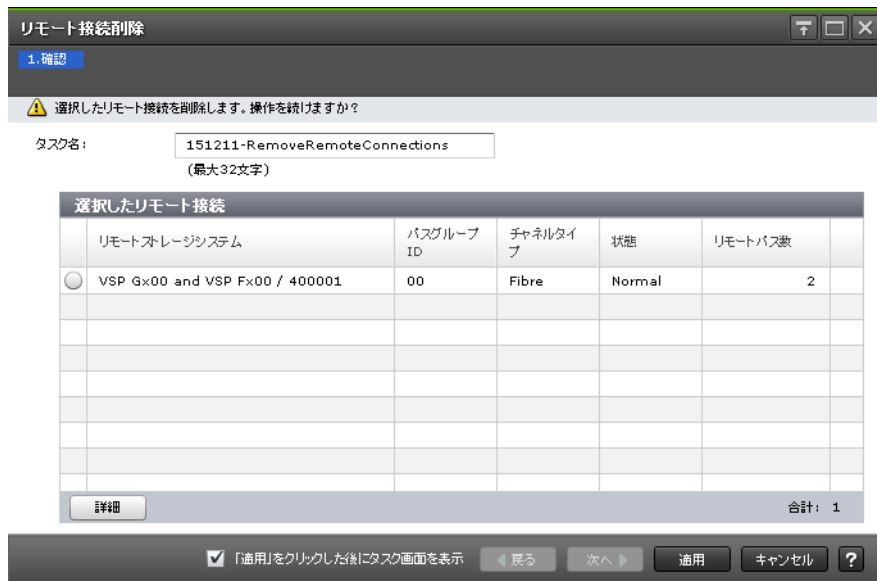 リモート接続削除
1.確認
選択したリモート接続を削除します。操作を続けますか?
タスク名: 151211-RemoveRemoteConnections
(最大32文字)
選択したリモート接続
リモートストレージシステム パスグループID チャネルタイプ 状態 リモートパス数
VSP Gx00 and VSP Fx00 / 400001 00 Fibre Normal 2
詳細 合計: 1
「適用」をクリックした後にタスク画面を表示 戻る 次へ 適用 キャンセル ?